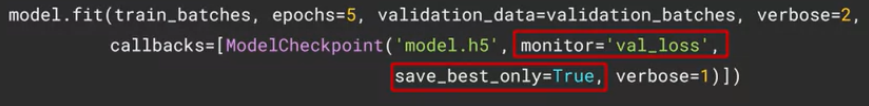 model.fit(train_batches, epochs=5, validation_data=validation_batches, verbose=2,
callbacks=[ModelCheckpoint('model.h5', monitor='val_loss',
save_best_only=True, verbose=1)])